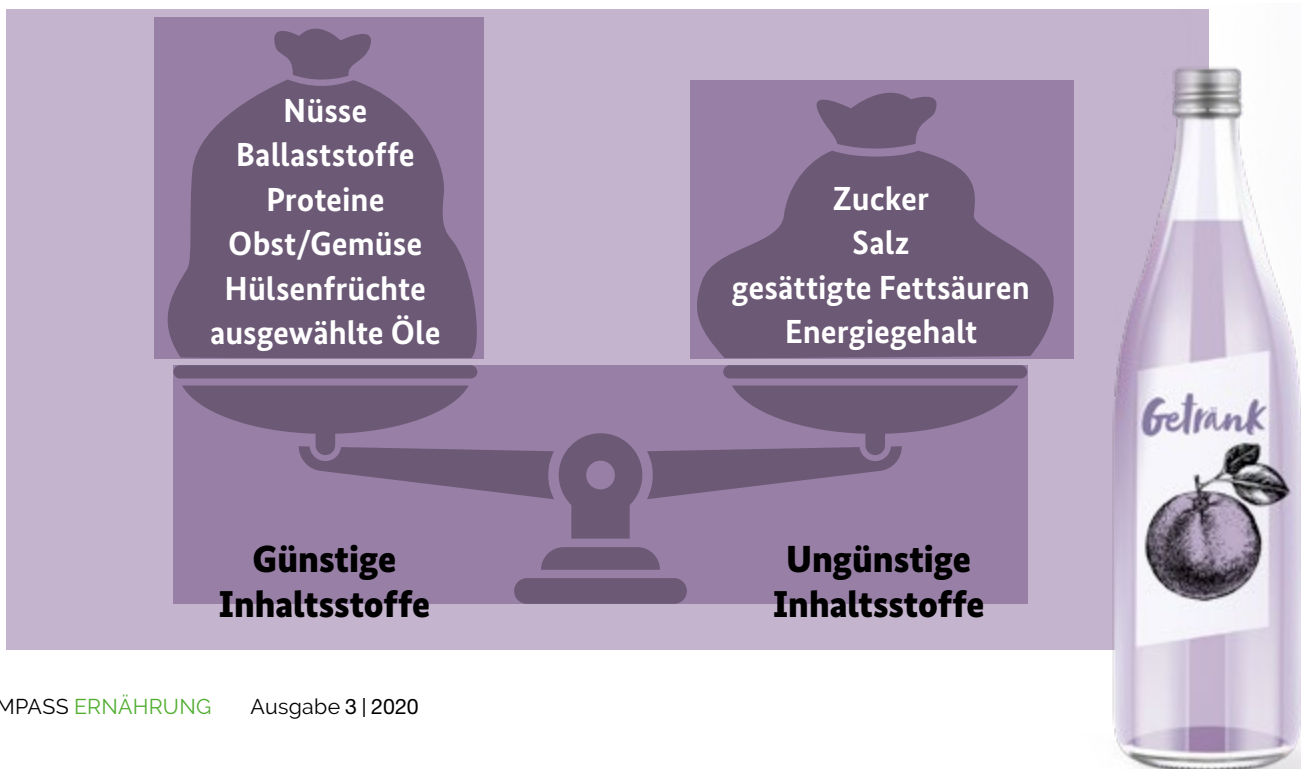 Nüsse
Ballaststoffe
Proteine
Obst/Gemüse
Hülsenfrüchte
ausgewählte Öle
Zucker
Salz
gesättigte Fettsäuren
Energiegehalt
Günstige
Inhaltsstoffe
Ungünstige
Inhaltsstoffe
Getränk
MPASS ERNÄHRUNG Ausgabe 3 | 2020